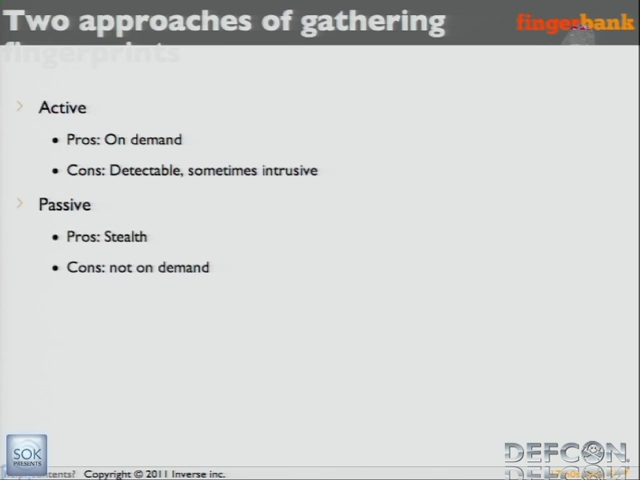 Two approaches of gathering
fingerprints
fingerbank
Active
Pros: On demand
Cons: Detectable, sometimes intrusive
Passive
Pros: Stealth
Cons: not on demand
SOK
PRESENTS
Copyright © 2011 Inverse inc.
DEFCON